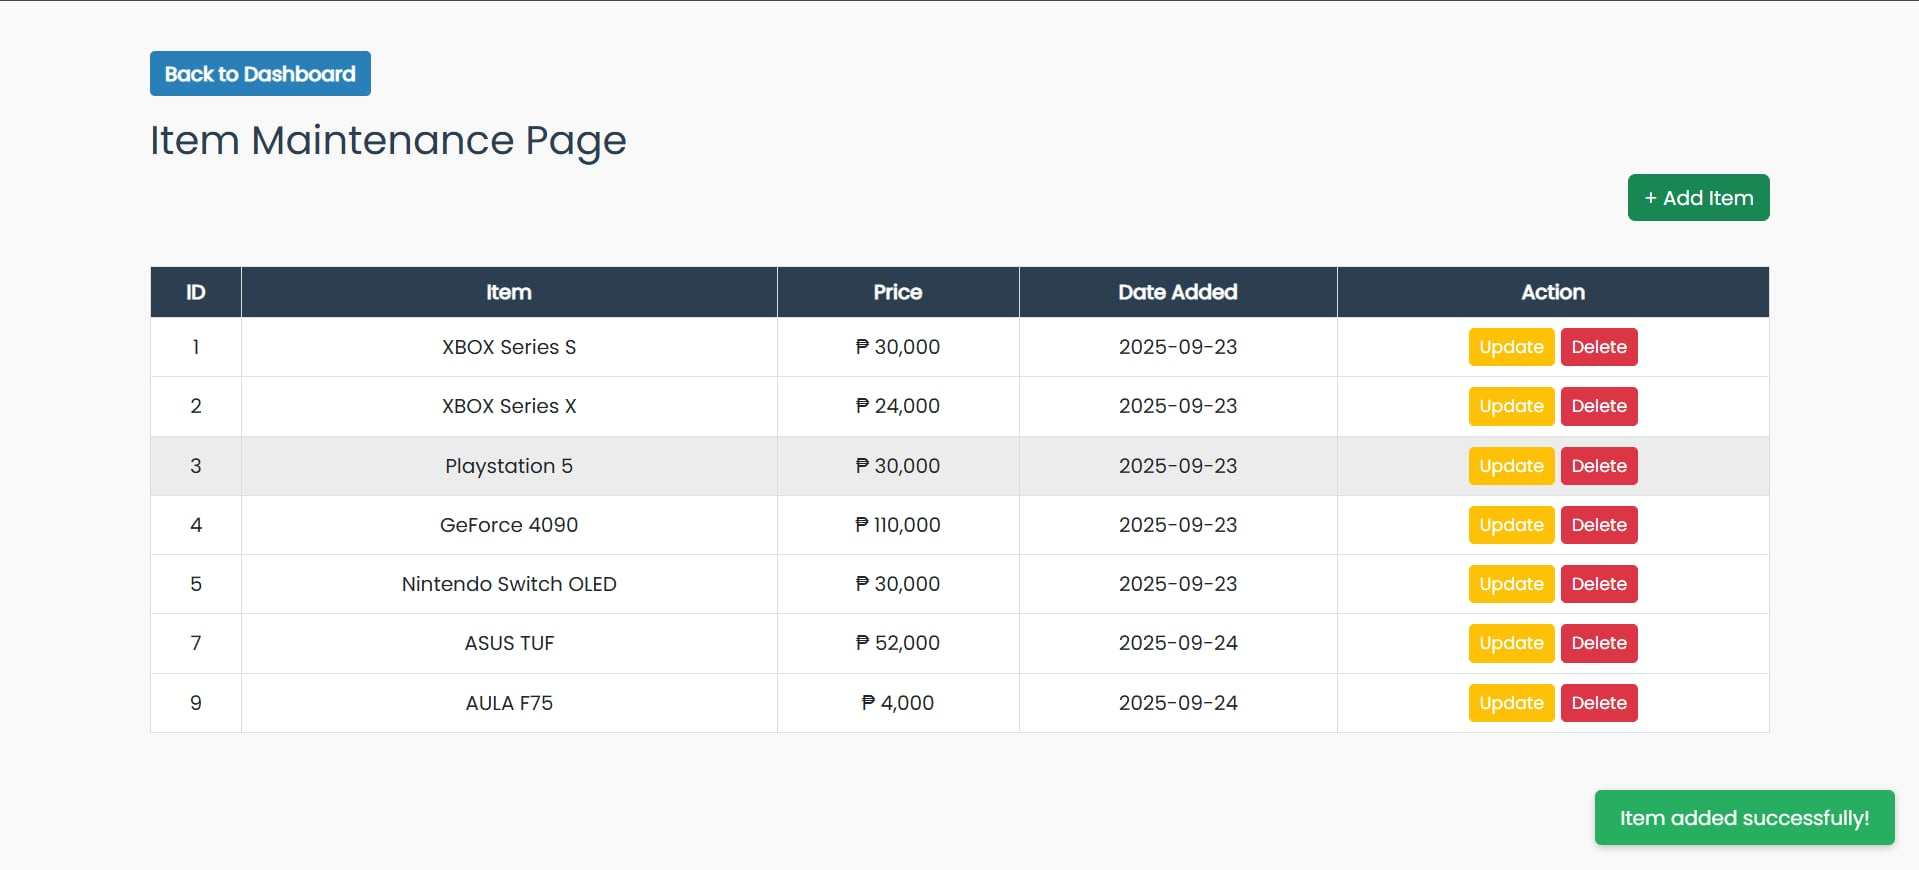 Back to Dashboard
Item Maintenance Page
+ Add Item
ID Item Price Date Added Action
1 XBOX Series S ₱ 30,000 2025-09-23 Update Delete
2 XBOX Series X ₱ 24,000 2025-09-23 Update Delete
3 Playstation 5 ₱ 30,000 2025-09-23 Update Delete
4 GeForce 4090 ₱ 110,000 2025-09-23 Update Delete
5 Nintendo Switch OLED ₱ 30,000 2025-09-23 Update Delete
7 ASUS TUF ₱ 52,000 2025-09-24 Update Delete
9 AULA F75 ₱ 4,000 2025-09-24 Update Delete
Item added successfully!